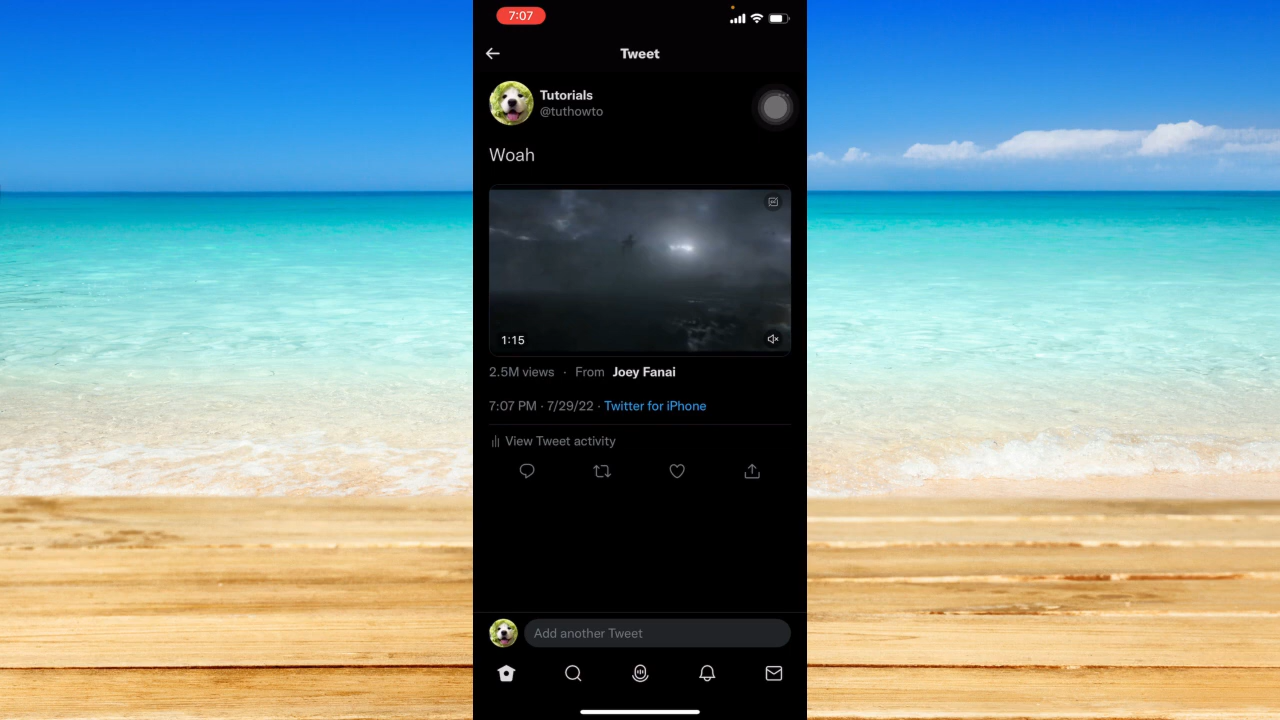 7:07
Tweet
Tutorials
@tuthowto
Woah
1:15
2.5M views · From Joey Fanai
7:07 PM · 7/29/22 · Twitter for iPhone
View Tweet activity
Add another Tweet